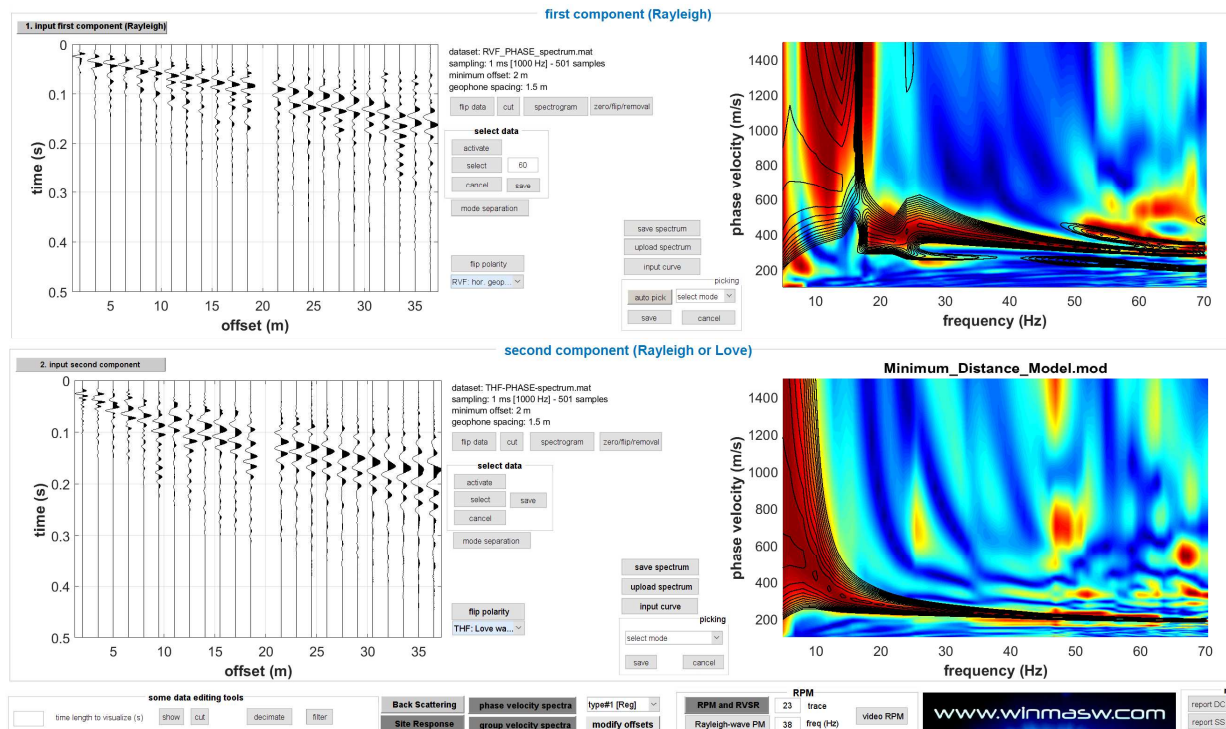 first component (Rayleigh)
1. input first component (Rayleigh)
dataset: RVF_PHASE_spectrum.mat
sampling: 1 ms [1000 Hz] - 501 samples
minimum offset: 2 m
geophone spacing: 1.5 m
flip data cut spectrogram zero/flip/removal
select data
activate
select 60
cancel save
mode separation
flip polarity
RVF: hor. geop...
save spectrum
upload spectrum
input curve
picking
auto pick select mode
save cancel
time (s)
0
0.1
0.2
0.3
0.4
0.5
5 10 15 20 25 30 35
offset (m)
phase velocity (m/s)
1400
1200
1000
800
600
400
200
10 20 30 40 50 60 70
frequency (Hz)
second component (Rayleigh or Love)
2. input second component
dataset: THF-PHASE-spectrum.mat
sampling: 1 ms [1000 Hz] - 501 samples
minimum offset: 2 m
geophone spacing: 1.5 m
flip data cut spectrogram zero/flip/removal
select data
activate
select save
cancel
mode separation
flip polarity
THF: Love wa...
save spectrum
upload spectrum
input curve
picking
select mode
save cancel
time (s)
0
0.1
0.2
0.3
0.4
0.5
5 10 15 20 25 30 35
offset (m)
Minimum_Distance_Model.mod
phase velocity (m/s)
1400
1200
1000
800
600
400
200
10 20 30 40 50 60 70
frequency (Hz)
some data editing tools
time length to visualize (s) show cut decimate filter
Back Scattering phase velocity spectra type#1 [Reg]
Site Response group velocity spectra modify offsets
RPM
RPM and RVSR 23 trace
Rayleigh-wave PM 38 freq (Hz) video RPM
www.winmasw.com
report DC
report SS